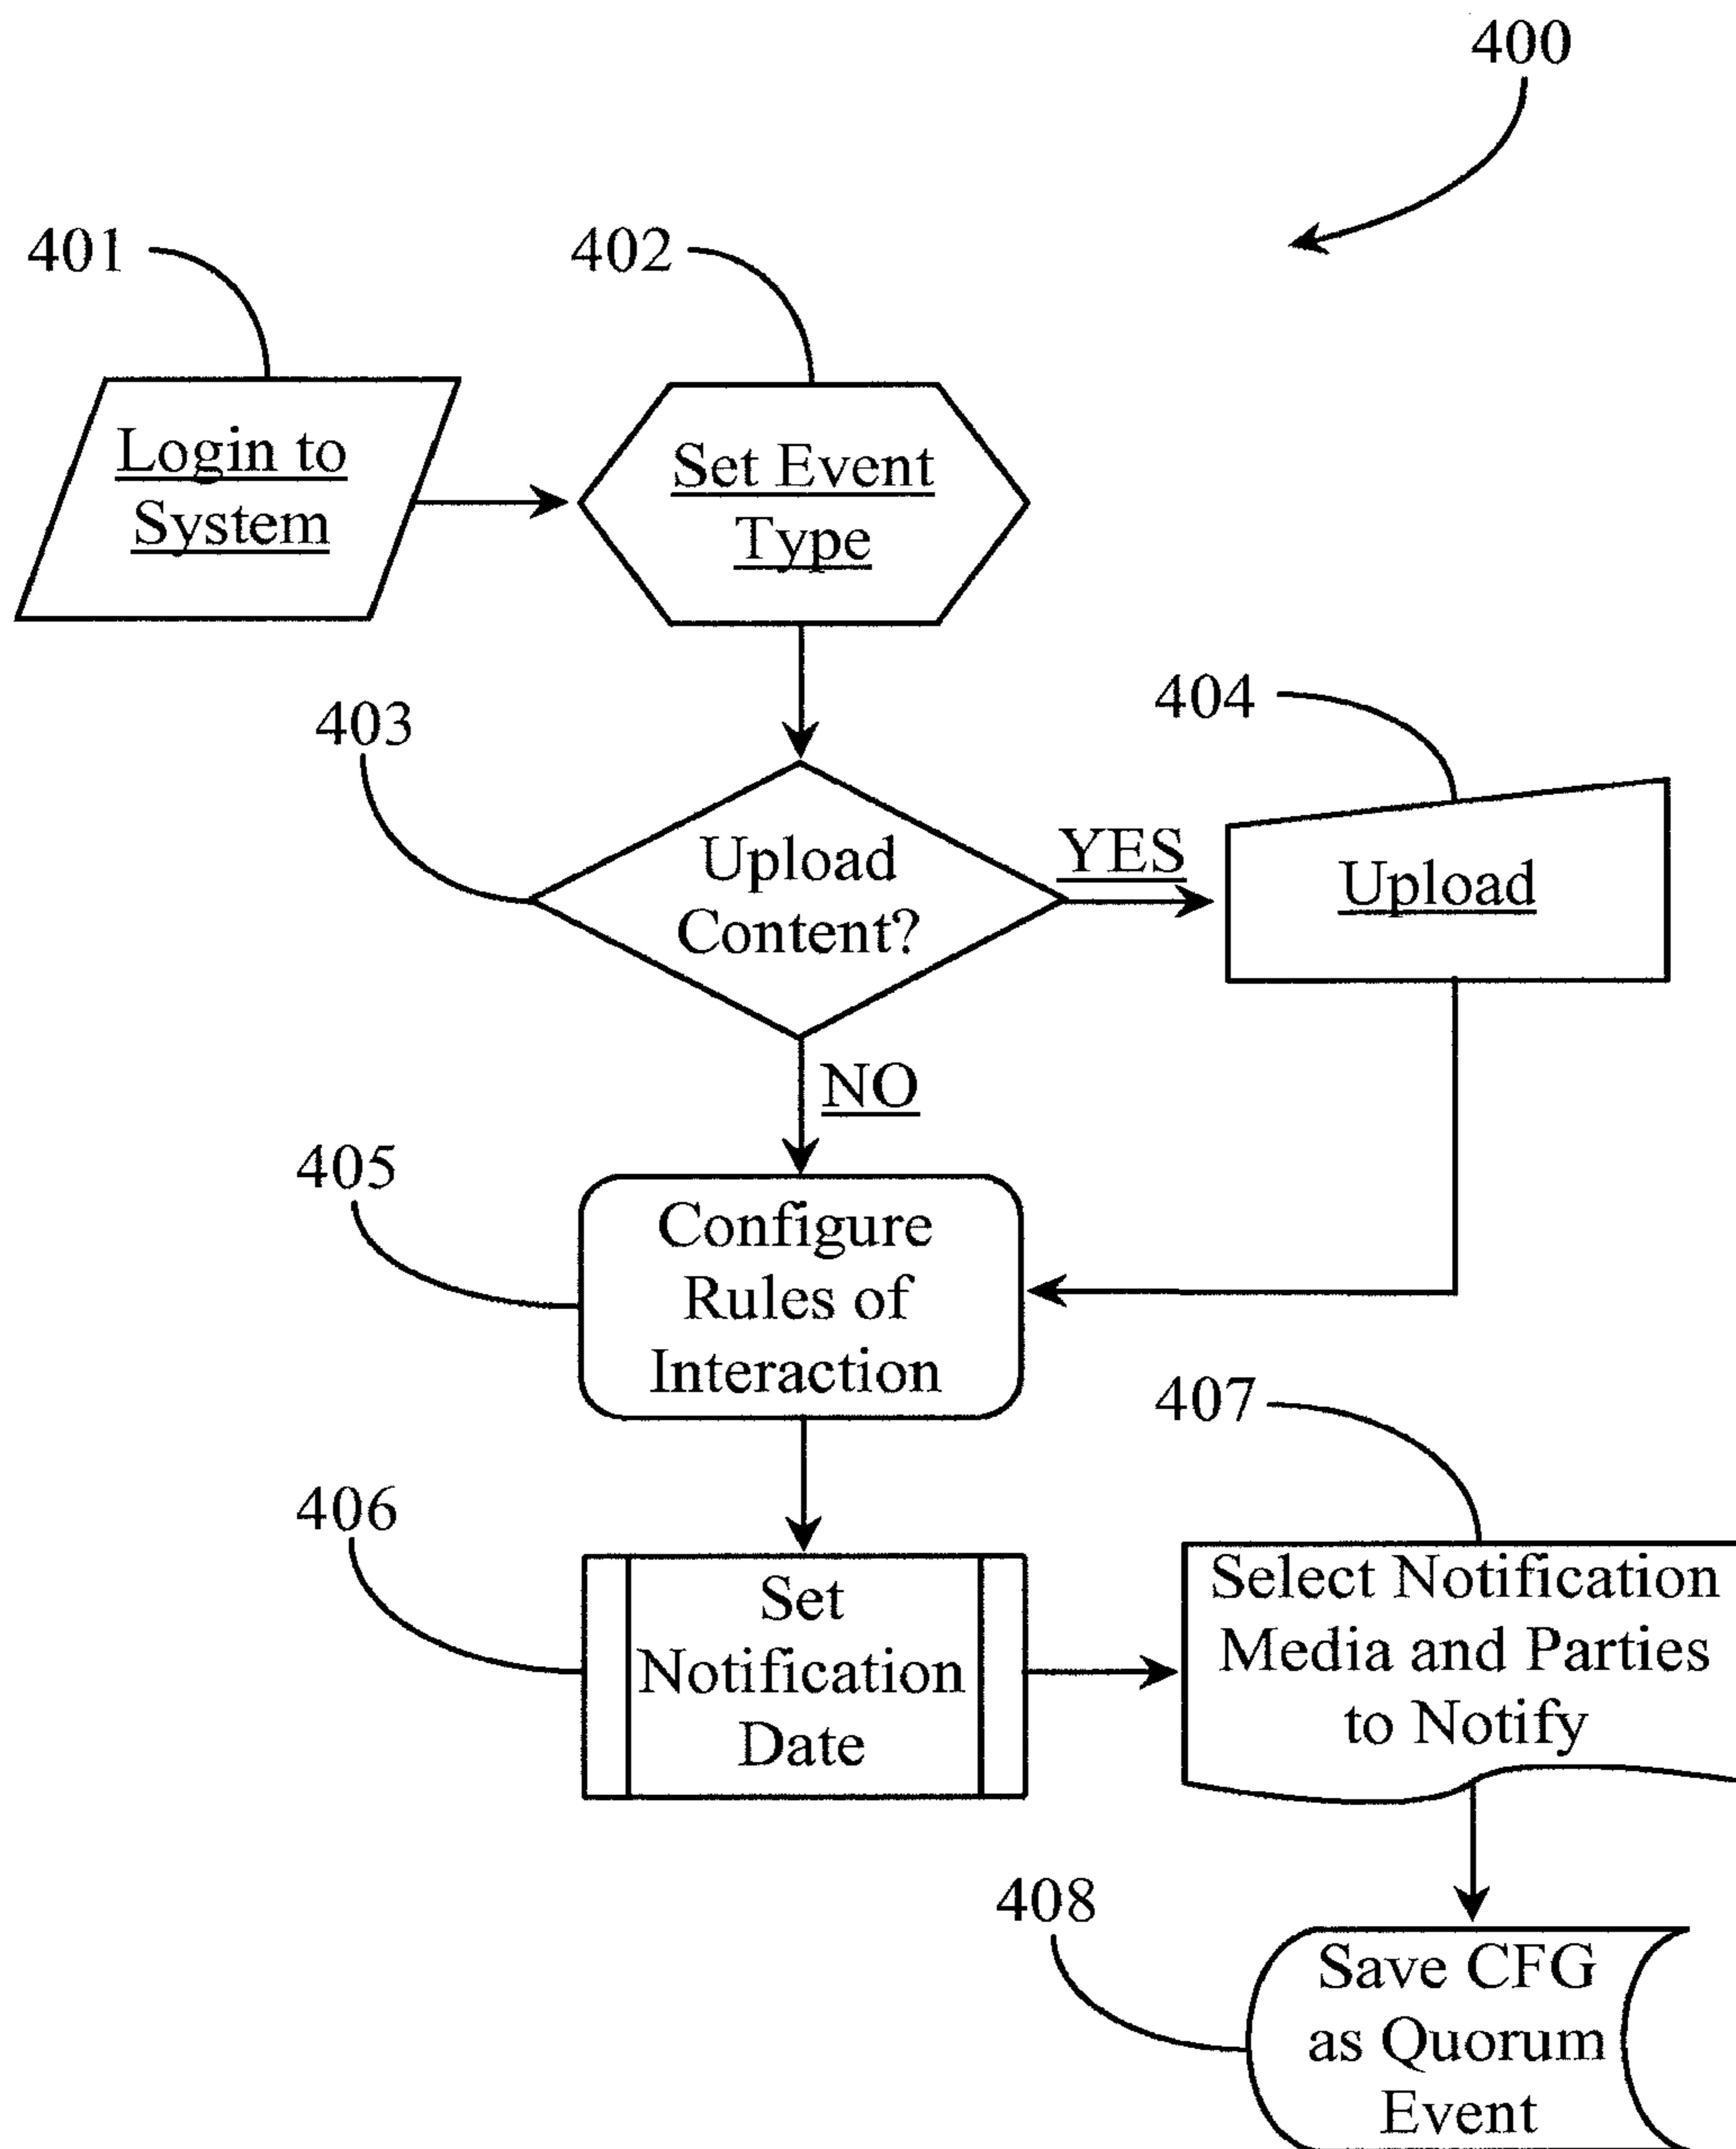 400
401
402
Login to
System
Set Event
Type
403
404
Upload
Content?
YES
Upload
NO
405
Configure
Rules of
Interaction
407
406
Set
Notification
Date
Select Notification
Media and Parties
to Notify
408
Save CFG
as Quorum
Event